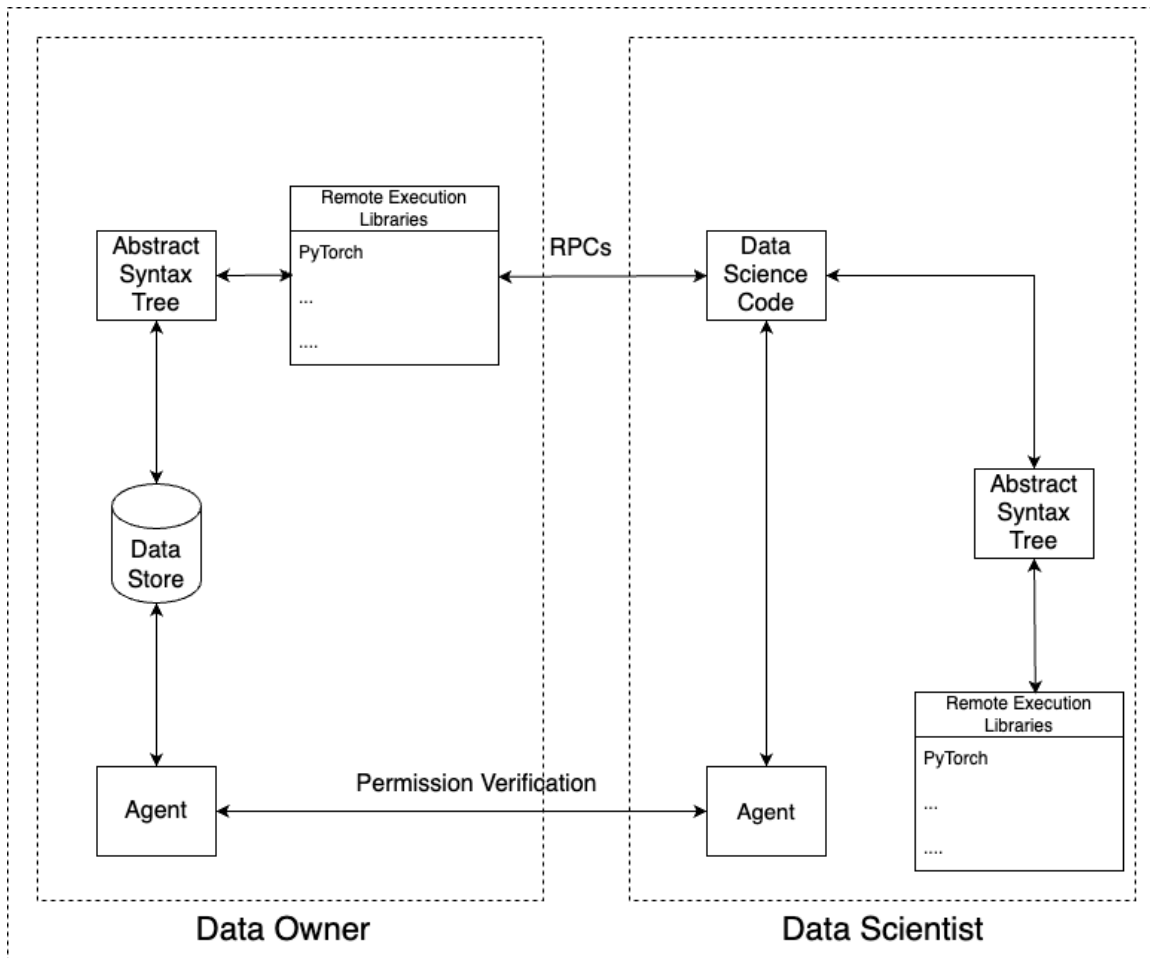 Remote Execution
Libraries
PyTorch
...
....
Abstract
Syntax
Tree
RPCs
Data
Science
Code
Data
Store
Abstract
Syntax
Tree
Remote Execution
Libraries
PyTorch
...
....
Agent
Permission Verification
Agent
Data Owner
Data Scientist